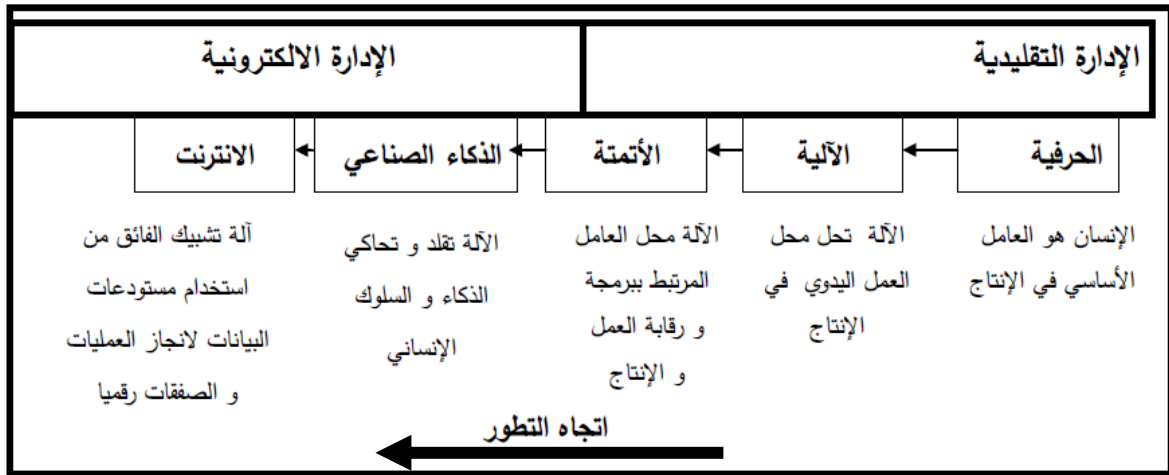 الإدارة التقليدية
الإدارة الالكترونية
الحرفية
الآلية
الأتمتة
الذكاء الصناعي
الانترنت
الإنسان هو العامل
الأساسي في الإنتاج
الآلة تحل محل
العمل اليدوي في
الإنتاج
الآلة محل العامل
المرتبط ببرمجة
و رقابة العمل
و الإنتاج
الآلة تقلد و تحاكي
الذكاء و السلوك
الإنساني
آلة تشبيك الفائق من
استخدام مستودعات
البيانات لانجاز العمليات
و الصفقات رقميا
اتجاه التطور